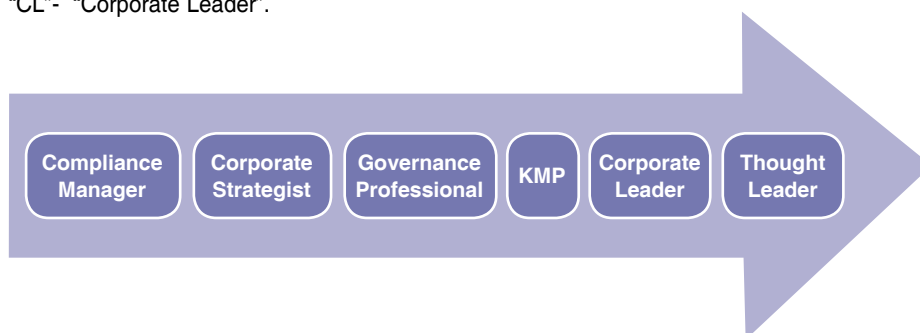 “CL”- “Corporate Leader”.
Compliance
Manager
Corporate
Strategist
Governance
Professional
KMP
Corporate
Leader
Thought
Leader